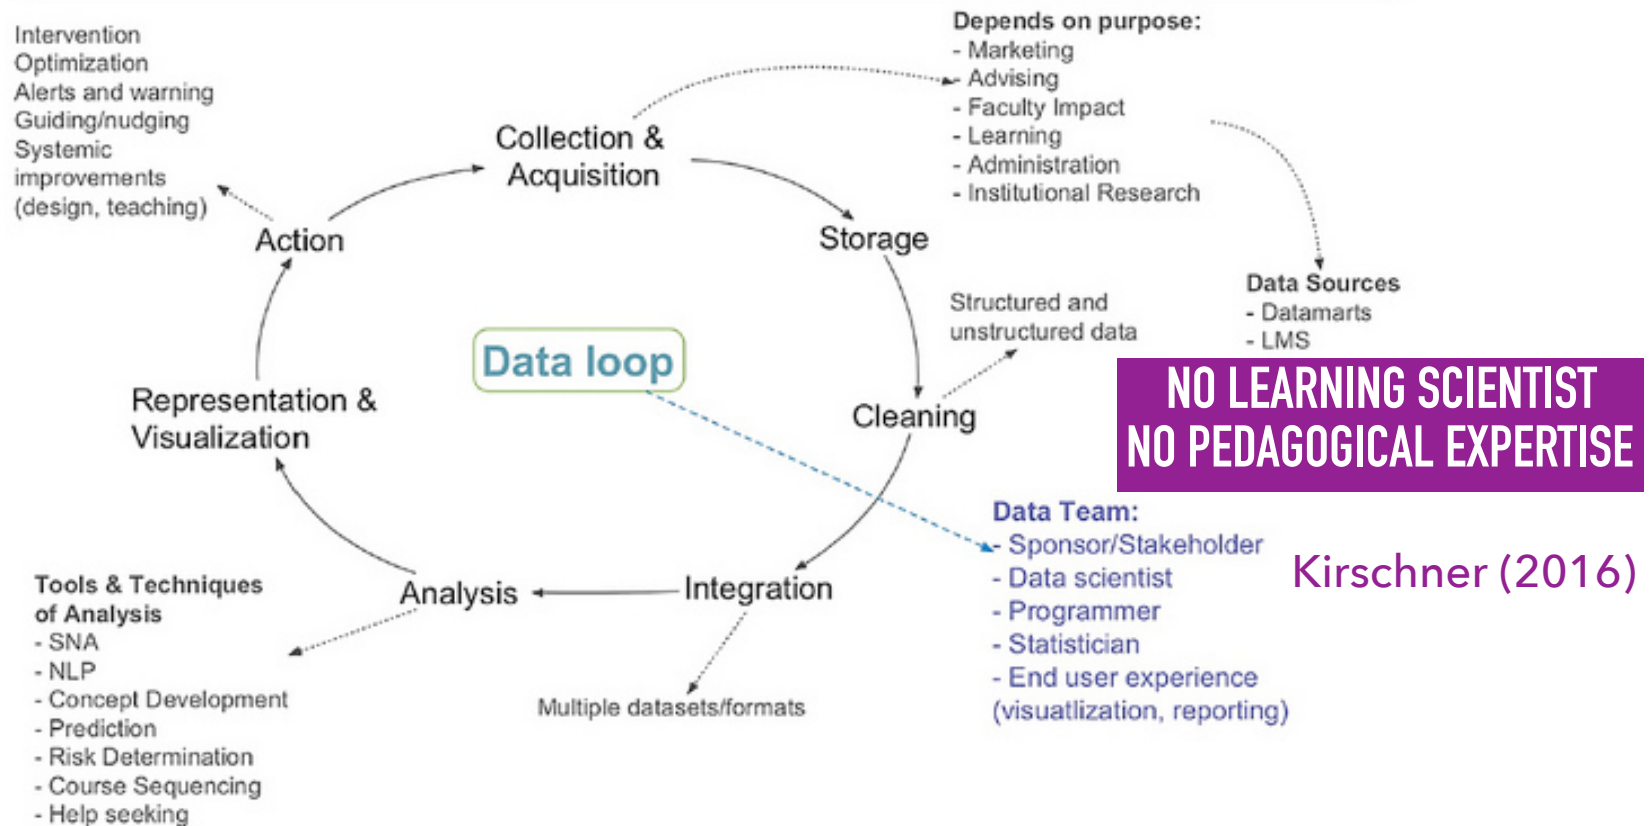 Intervention
Optimization
Alerts and warning
Guiding/nudging
Systemic
improvements
(design, teaching)
Depends on purpose:
- Marketing
- Advising
- Faculty Impact
- Learning
- Administration
- Institutional Research
Collection &
Acquisition
Action
Storage
Data Sources
- Datamarts
- LMS
Structured and
unstructured data
Data loop
NO LEARNING SCIENTIST
NO PEDAGOGICAL EXPERTISE
Representation &
Visualization
Cleaning
Data Team:
- Sponsor/Stakeholder
- Data scientist
- Programmer
- Statistician
- End user experience
(visuatlization, reporting)
Kirschner (2016)
Tools & Techniques
of Analysis
- SNA
- NLP
- Concept Development
- Prediction
- Risk Determination
- Course Sequencing
- Help seeking
Analysis
Integration
Multiple datasets/formats